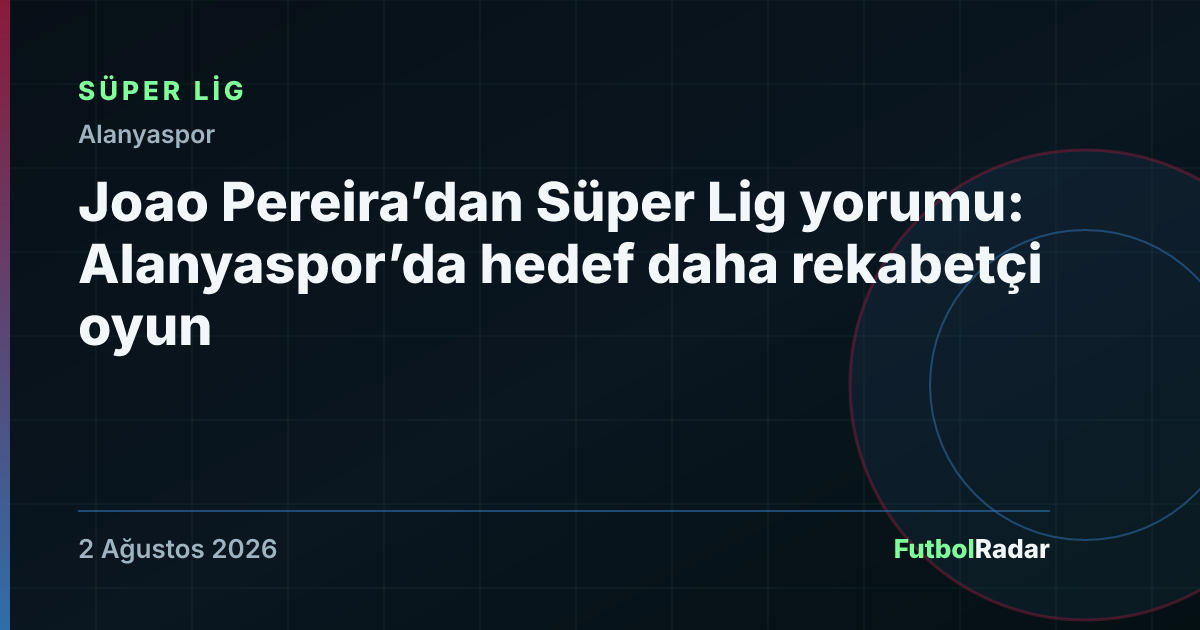 SÜPER LİG
Alanyaspor
Joao Pereira’dan Süper Lig yorumu:
Alanyaspor’da hedef daha rekabetçi
oyun
2 Ağustos 2026
FutbolRadar